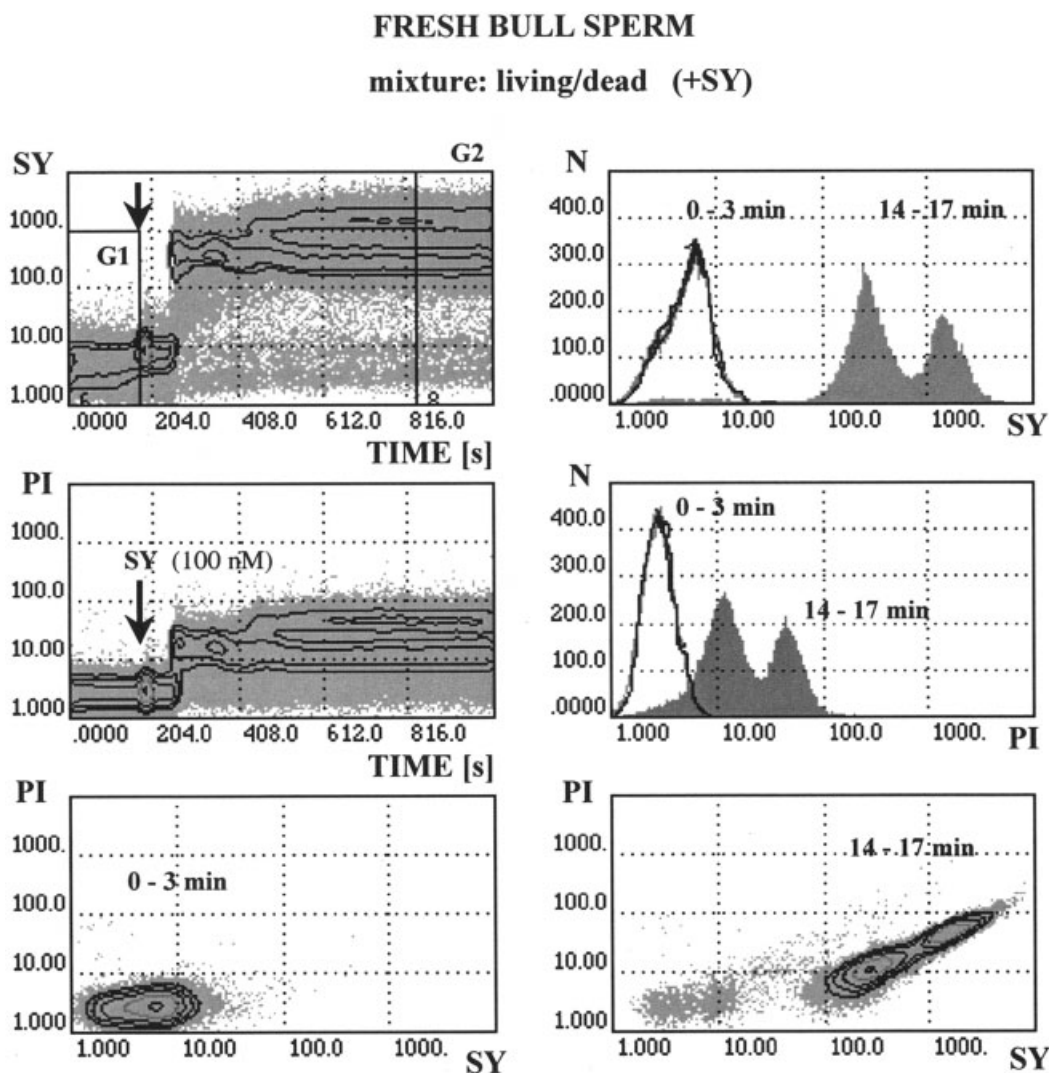 FRESH BULL SPERM
mixture: living/dead (+SY)
SY
G2
1000.
G1
100.0
10.00
1.000
.0000 204.0 408.0 612.0 816.0
TIME [s]
N
400.0
0 - 3 min 14 - 17 min
300.0
200.0
100.0
.0000
1.000 10.00 100.0 1000.
SY
PI
1000.
SY (100 nM)
100.0
10.00
1.000
.0000 204.0 408.0 612.0 816.0
TIME [s]
N
0 - 3 min
400.0
300.0
14 - 17 min
200.0
100.0
.0000
1.000 10.00 100.0 1000.
PI
PI
1000.
0 - 3 min
100.0
10.00
1.000
1.000 10.00 100.0 1000.
SY
PI
1000.
14 - 17 min
100.0
10.00
1.000
1.000 10.00 100.0 1000.
SY